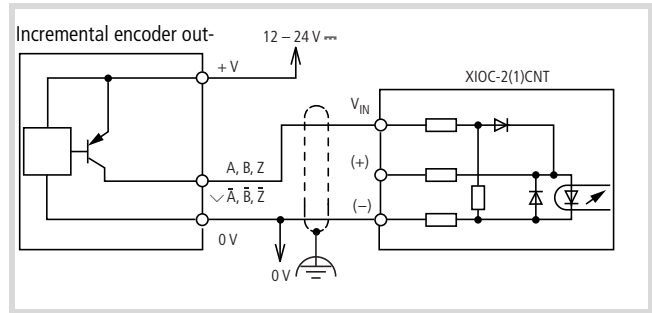 Incremental encoder out-
12 – 24 V ⎓
+ V
XIOC-2(1)CNT
V_IN
A, B, Z
(+)
Ā, B̄, Z̄
(–)
0 V
0 V